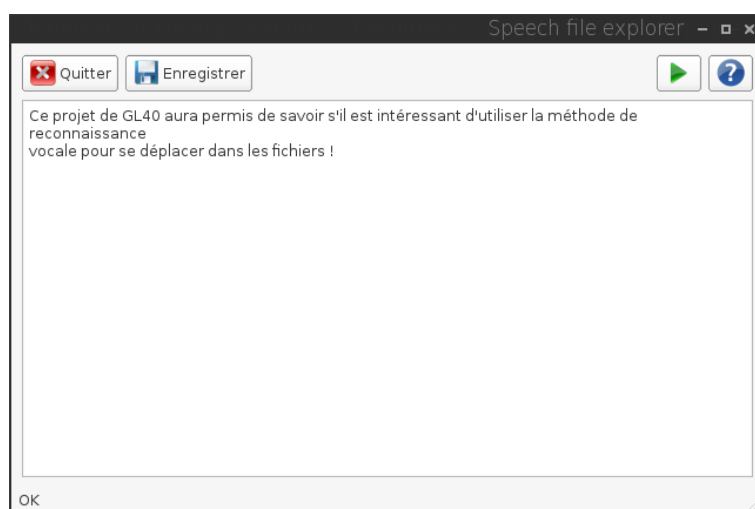 Speech file explorer
Quitter Enregistrer
Ce projet de GL40 aura permis de savoir s'il est intéressant d'utiliser la méthode de
reconnaissance
vocale pour se déplacer dans les fichiers !
OK